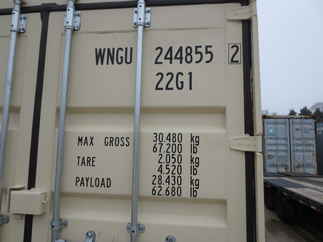 WNGU 244855 2
22G1
MAX GROSS 30.480 kg
67.200 lb
TARE 2.050 kg
4.520 lb
PAYLOAD 28.430 kg
62.680 lb